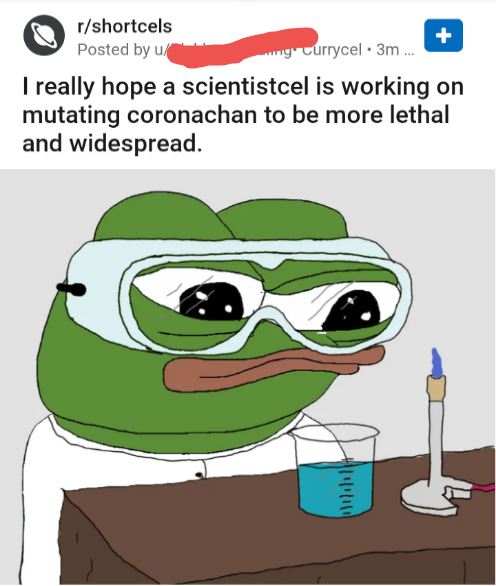 r/shortcels
Posted by u/ Currycel • 3m ...
I really hope a scientistcel is working on
mutating coronachan to be more lethal
and widespread.